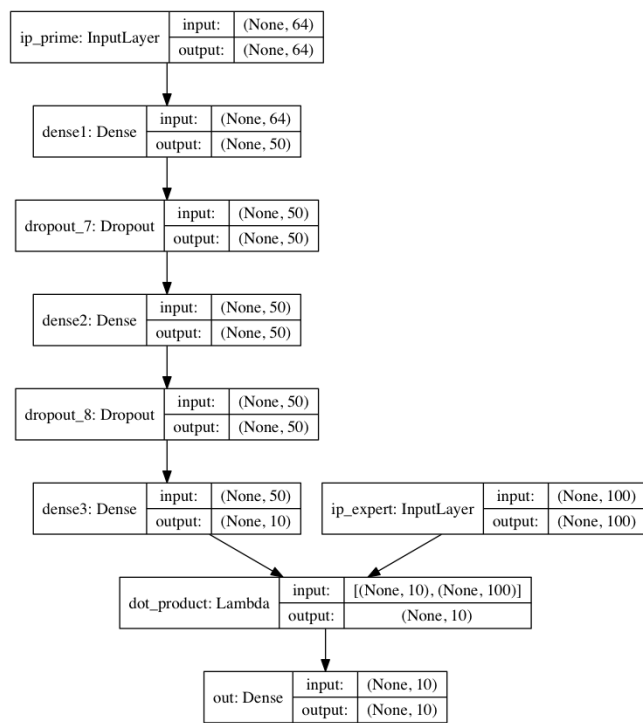 ip_prime: InputLayer
input: (None, 64)
output: (None, 64)
dense1: Dense
input: (None, 64)
output: (None, 50)
dropout_7: Dropout
input: (None, 50)
output: (None, 50)
dense2: Dense
input: (None, 50)
output: (None, 50)
dropout_8: Dropout
input: (None, 50)
output: (None, 50)
dense3: Dense
input: (None, 50)
output: (None, 10)
ip_expert: InputLayer
input: (None, 100)
output: (None, 100)
dot_product: Lambda
input: [(None, 10), (None, 100)]
output: (None, 10)
out: Dense
input: (None, 10)
output: (None, 10)